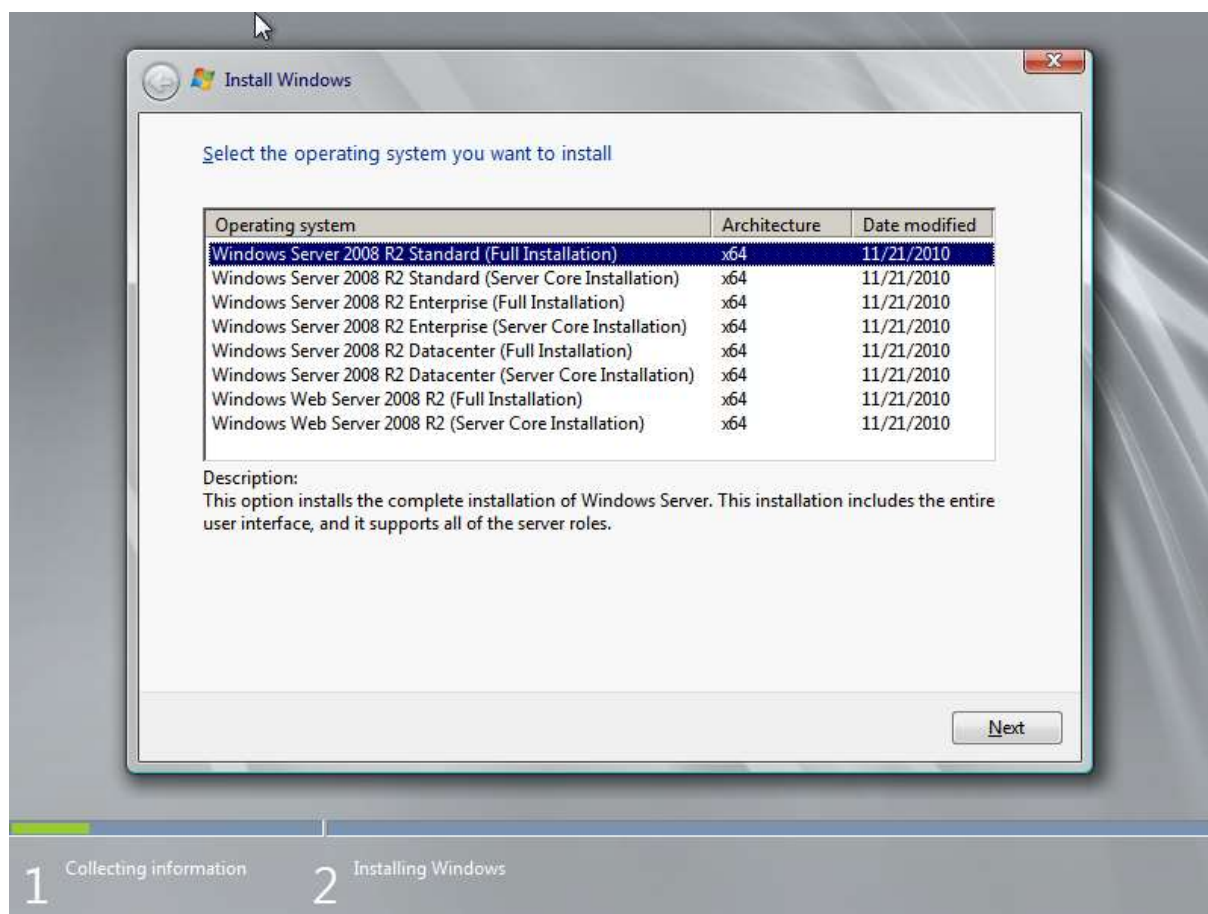 Install Windows
Select the operating system you want to install
Operating system Architecture Date modified
Windows Server 2008 R2 Standard (Full Installation) x64 11/21/2010
Windows Server 2008 R2 Standard (Server Core Installation) x64 11/21/2010
Windows Server 2008 R2 Enterprise (Full Installation) x64 11/21/2010
Windows Server 2008 R2 Enterprise (Server Core Installation) x64 11/21/2010
Windows Server 2008 R2 Datacenter (Full Installation) x64 11/21/2010
Windows Server 2008 R2 Datacenter (Server Core Installation) x64 11/21/2010
Windows Web Server 2008 R2 (Full Installation) x64 11/21/2010
Windows Web Server 2008 R2 (Server Core Installation) x64 11/21/2010
Description:
This option installs the complete installation of Windows Server. This installation includes the entire
user interface, and it supports all of the server roles.
Next
1 Collecting information 2 Installing Windows